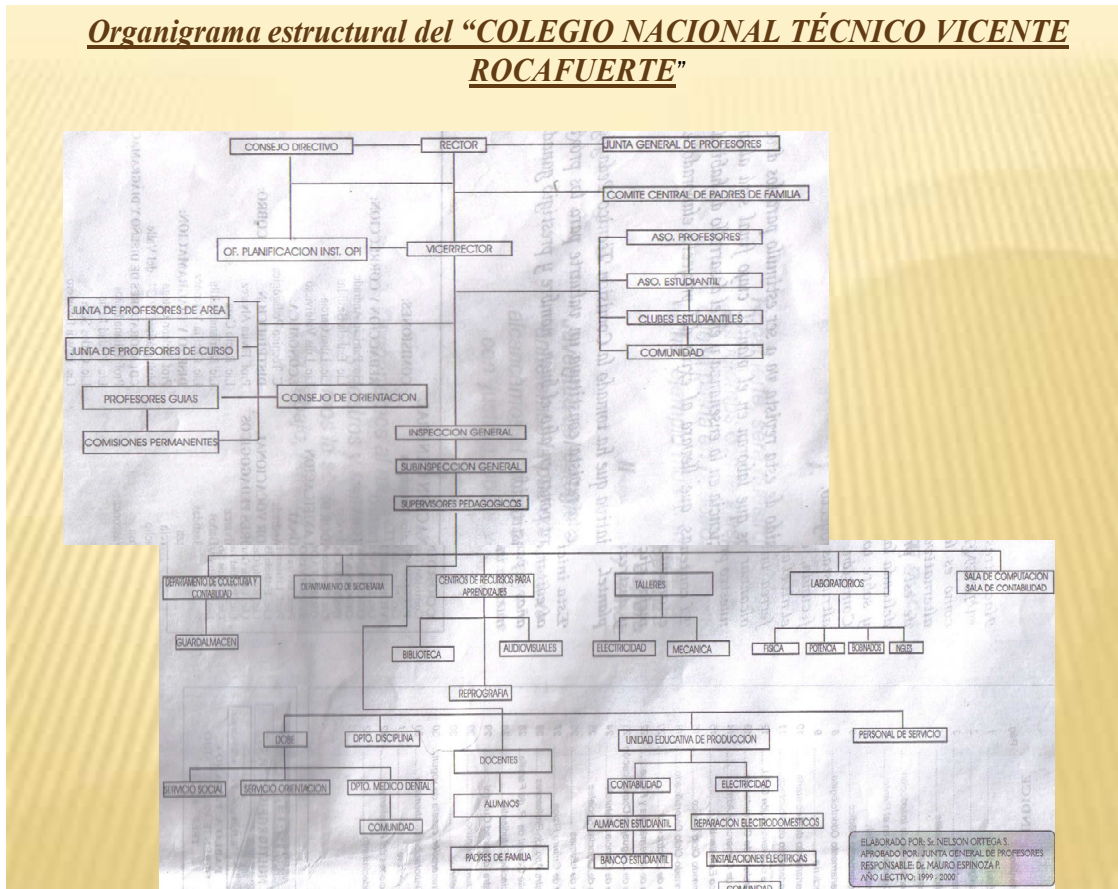 Organigrama estructural del “COLEGIO NACIONAL TÉCNICO VICENTE
ROCAFUERTE”
CONSEJO DIRECTIVO
RECTOR
JUNTA GENERAL DE PROFESORES
COMITE CENTRAL DE PADRES DE FAMILIA
OF. PLANIFICACION INST. OPI
VICERRECTOR
ASO. PROFESORES
ASO. ESTUDIANTIL
CLUBES ESTUDIANTILES
COMUNIDAD
JUNTA DE PROFESORES DE AREA
JUNTA DE PROFESORES DE CURSO
PROFESORES GUIAS
CONSEJO DE ORIENTACION
COMISIONES PERMANENTES
INSPECCION GENERAL
SUBINSPECCION GENERAL
SUPERVISORES PEDAGOGICOS
DEPARTAMENTO DE COLECTURIA Y
CONTABILIDAD
DEPARTAMENTO DE SECRETARIA
CENTROS DE RECURSOS PARA
APRENDIZAJES
TALLERES
LABORATORIOS
SALA DE COMPUTACION
SALA DE CONTABILIDAD
GUARDALMACEN
BIBLIOTECA
AUDIOVISUALES
ELECTRICIDAD
MECANICA
FISICA
POTENCIA
BOBINADOS
INGLES
REPROGRAFIA
DOBE
DPTO. DISCIPLINA
DOCENTES
UNIDAD EDUCATIVA DE PRODUCCION
PERSONAL DE SERVICIO
SERVICIO SOCIAL
SERVICIO ORIENTACION
DPTO. MEDICO DENTAL
CONTABILIDAD
ELECTRICIDAD
COMUNIDAD
ALUMNOS
ALMACEN ESTUDIANTIL
REPARACION ELECTRODOMESTICOS
PADRES DE FAMILIA
BANCO ESTUDIANTIL
INSTALACIONES ELECTRICAS
COMUNIDAD
ELABORADO POR: Sr. NELSON ORTEGA S.
APROBADO POR: JUNTA GENERAL DE PROFESORES
RESPONSABLE: Dr. MAURO ESPINOZA P.
AÑO LECTIVO: 1999 - 2000